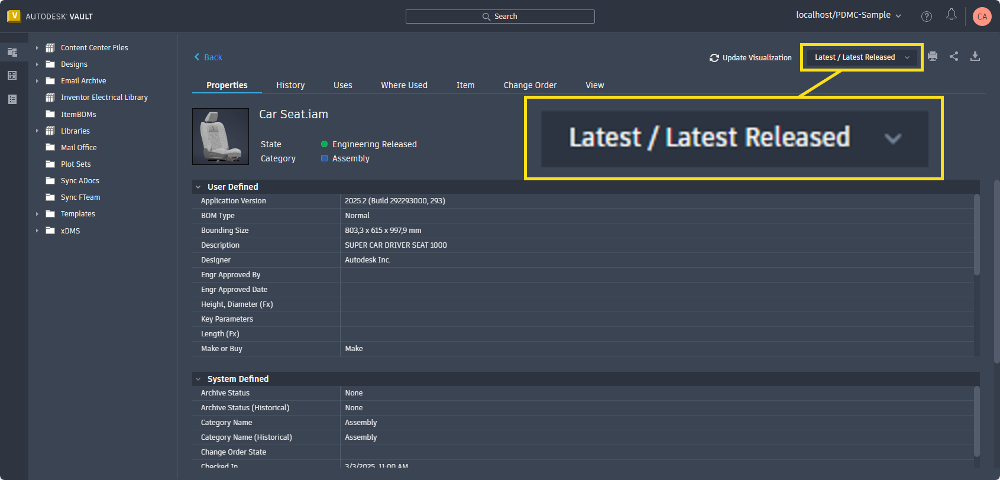 V AUTODESK VAULT
Search
localhost/PDMC-Sample
?
CA
Content Center Files
Designs
Email Archive
Inventor Electrical Library
ItemBOMs
Libraries
Mail Office
Plot Sets
Sync ADocs
Sync FTeam
Templates
xDMS
Back
Update Visualization
Latest / Latest Released
Properties History Uses Where Used Item Change Order View
Latest / Latest Released
Car Seat.iam
State Engineering Released
Category Assembly
User Defined
Application Version 2025.2 (Build 292293000, 293)
BOM Type Normal
Bounding Size 803,3 x 615 x 997,9 mm
Description SUPER CAR DRIVER SEAT 1000
Designer Autodesk Inc.
Engr Approved By
Engr Approved Date
Height, Diameter (Fx)
Key Parameters
Length (Fx)
Make or Buy Make
System Defined
Archive Status None
Archive Status (Historical) None
Category Name Assembly
Category Name (Historical) Assembly
Change Order State
Checked In 3/3/2025, 11:00 AM